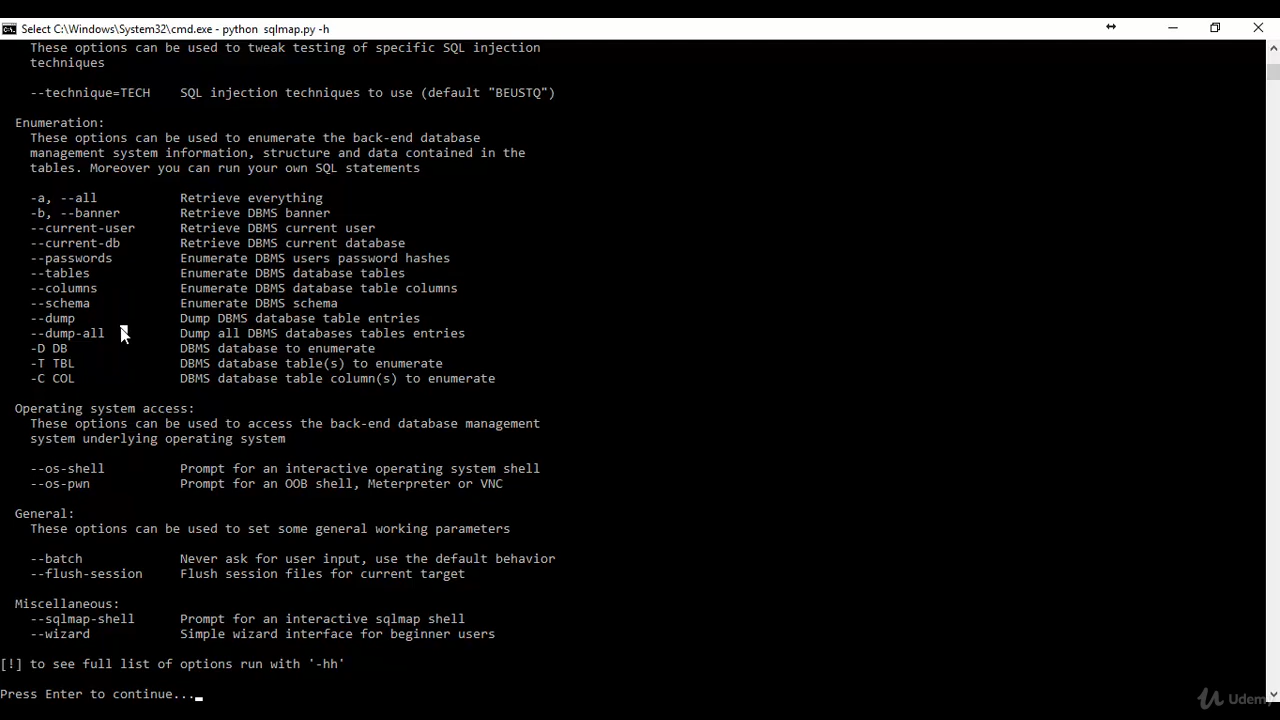 Select C:\Windows\System32\cmd.exe - python  sqlmap.py -h
These options can be used to tweak testing of specific SQL injection
techniques
--technique=TECH    SQL injection techniques to use (default "BEUSTQ")
Enumeration:
These options can be used to enumerate the back-end database
management system information, structure and data contained in the
tables. Moreover you can run your own SQL statements
-a, --all           Retrieve everything
-b, --banner        Retrieve DBMS banner
--current-user      Retrieve DBMS current user
--current-db        Retrieve DBMS current database
--passwords         Enumerate DBMS users password hashes
--tables            Enumerate DBMS database tables
--columns           Enumerate DBMS database table columns
--schema            Enumerate DBMS schema
--dump              Dump DBMS database table entries
--dump-all          Dump all DBMS databases tables entries
-D DB               DBMS database to enumerate
-T TBL              DBMS database table(s) to enumerate
-C COL              DBMS database table column(s) to enumerate
Operating system access:
These options can be used to access the back-end database management
system underlying operating system
--os-shell          Prompt for an interactive operating system shell
--os-pwn            Prompt for an OOB shell, Meterpreter or VNC
General:
These options can be used to set some general working parameters
--batch             Never ask for user input, use the default behavior
--flush-session     Flush session files for current target
Miscellaneous:
--sqlmap-shell      Prompt for an interactive sqlmap shell
--wizard            Simple wizard interface for beginner users
[!] to see full list of options run with '-hh'
Press Enter to continue...
Udemy